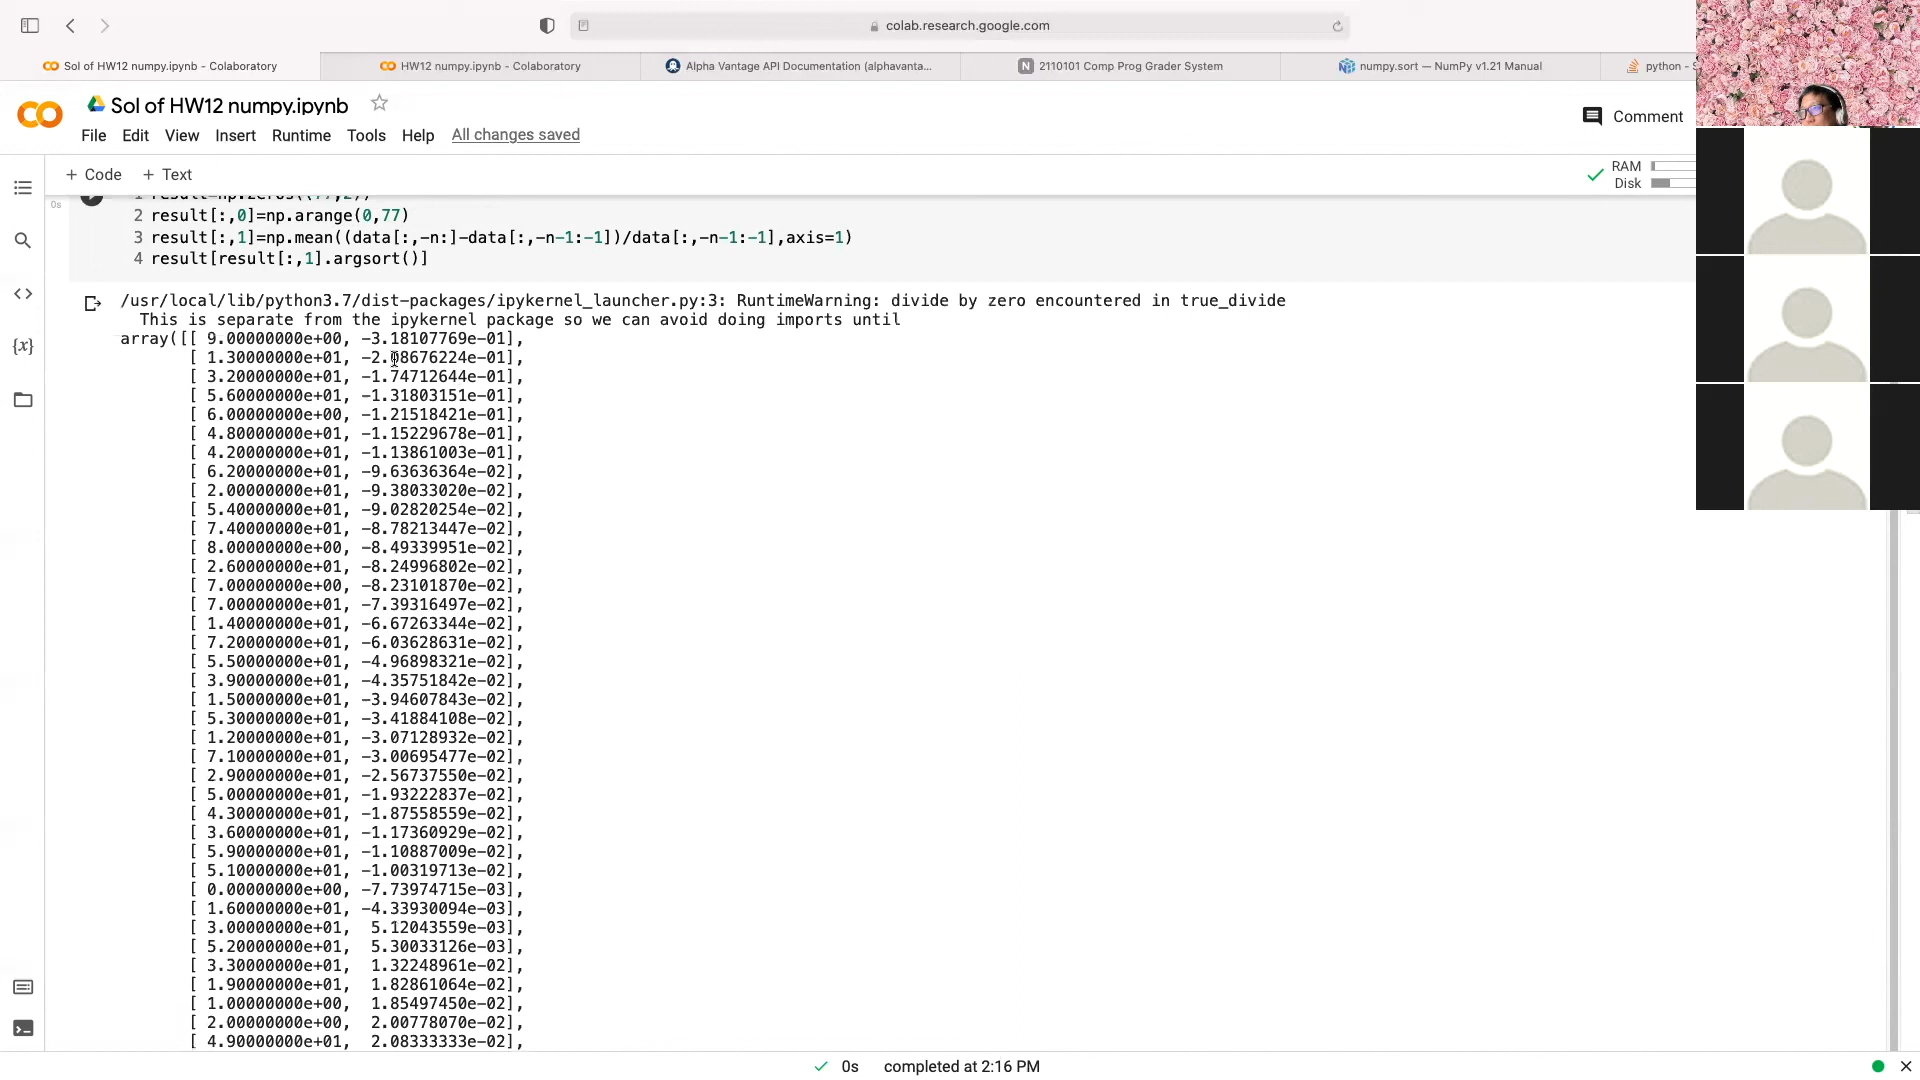 colab.research.google.com
Sol of HW12 numpy.ipynb - Colaboratory
HW12 numpy.ipynb - Colaboratory
Alpha Vantage API Documentation (alphavanta...
2110101 Comp Prog Grader System
numpy.sort — NumPy v1.21 Manual
python - S
Sol of HW12 numpy.ipynb
File Edit View Insert Runtime Tools Help All changes saved
Comment
+ Code + Text
RAM
Disk
0s
2 result[:,0]=np.arange(0,77)
3 result[:,1]=np.mean((data[:,-n:]-data[:,-n-1:-1])/data[:,-n-1:-1],axis=1)
4 result[result[:,1].argsort()]
/usr/local/lib/python3.7/dist-packages/ipykernel_launcher.py:3: RuntimeWarning: divide by zero encountered in true_divide
This is separate from the ipykernel package so we can avoid doing imports until
array([[ 9.00000000e+00, -3.18107769e-01],
[ 1.30000000e+01, -2.08676224e-01],
[ 3.20000000e+01, -1.74712644e-01],
[ 5.60000000e+01, -1.31803151e-01],
[ 6.00000000e+00, -1.21518421e-01],
[ 4.80000000e+01, -1.15229678e-01],
[ 4.20000000e+01, -1.13861003e-01],
[ 6.20000000e+01, -9.63636364e-02],
[ 2.00000000e+01, -9.38033020e-02],
[ 5.40000000e+01, -9.02820254e-02],
[ 7.40000000e+01, -8.78213447e-02],
[ 8.00000000e+00, -8.49339951e-02],
[ 2.60000000e+01, -8.24996802e-02],
[ 7.00000000e+00, -8.23101870e-02],
[ 7.00000000e+01, -7.39316497e-02],
[ 1.40000000e+01, -6.67263344e-02],
[ 7.20000000e+01, -6.03628631e-02],
[ 5.50000000e+01, -4.96898321e-02],
[ 3.90000000e+01, -4.35751842e-02],
[ 1.50000000e+01, -3.94607843e-02],
[ 5.30000000e+01, -3.41884108e-02],
[ 1.20000000e+01, -3.07128932e-02],
[ 7.10000000e+01, -3.00695477e-02],
[ 2.90000000e+01, -2.56737550e-02],
[ 5.00000000e+01, -1.93222837e-02],
[ 4.30000000e+01, -1.87558559e-02],
[ 3.60000000e+01, -1.17360929e-02],
[ 5.90000000e+01, -1.10887009e-02],
[ 5.10000000e+01, -1.00319713e-02],
[ 0.00000000e+00, -7.73974715e-03],
[ 1.60000000e+01, -4.33930094e-03],
[ 3.00000000e+01, 5.12043559e-03],
[ 5.20000000e+01, 5.30033126e-03],
[ 3.30000000e+01, 1.32248961e-02],
[ 1.90000000e+01, 1.82861064e-02],
[ 1.00000000e+00, 1.85497450e-02],
[ 2.00000000e+00, 2.00778070e-02],
[ 4.90000000e+01, 2.08333333e-02],
0s completed at 2:16 PM